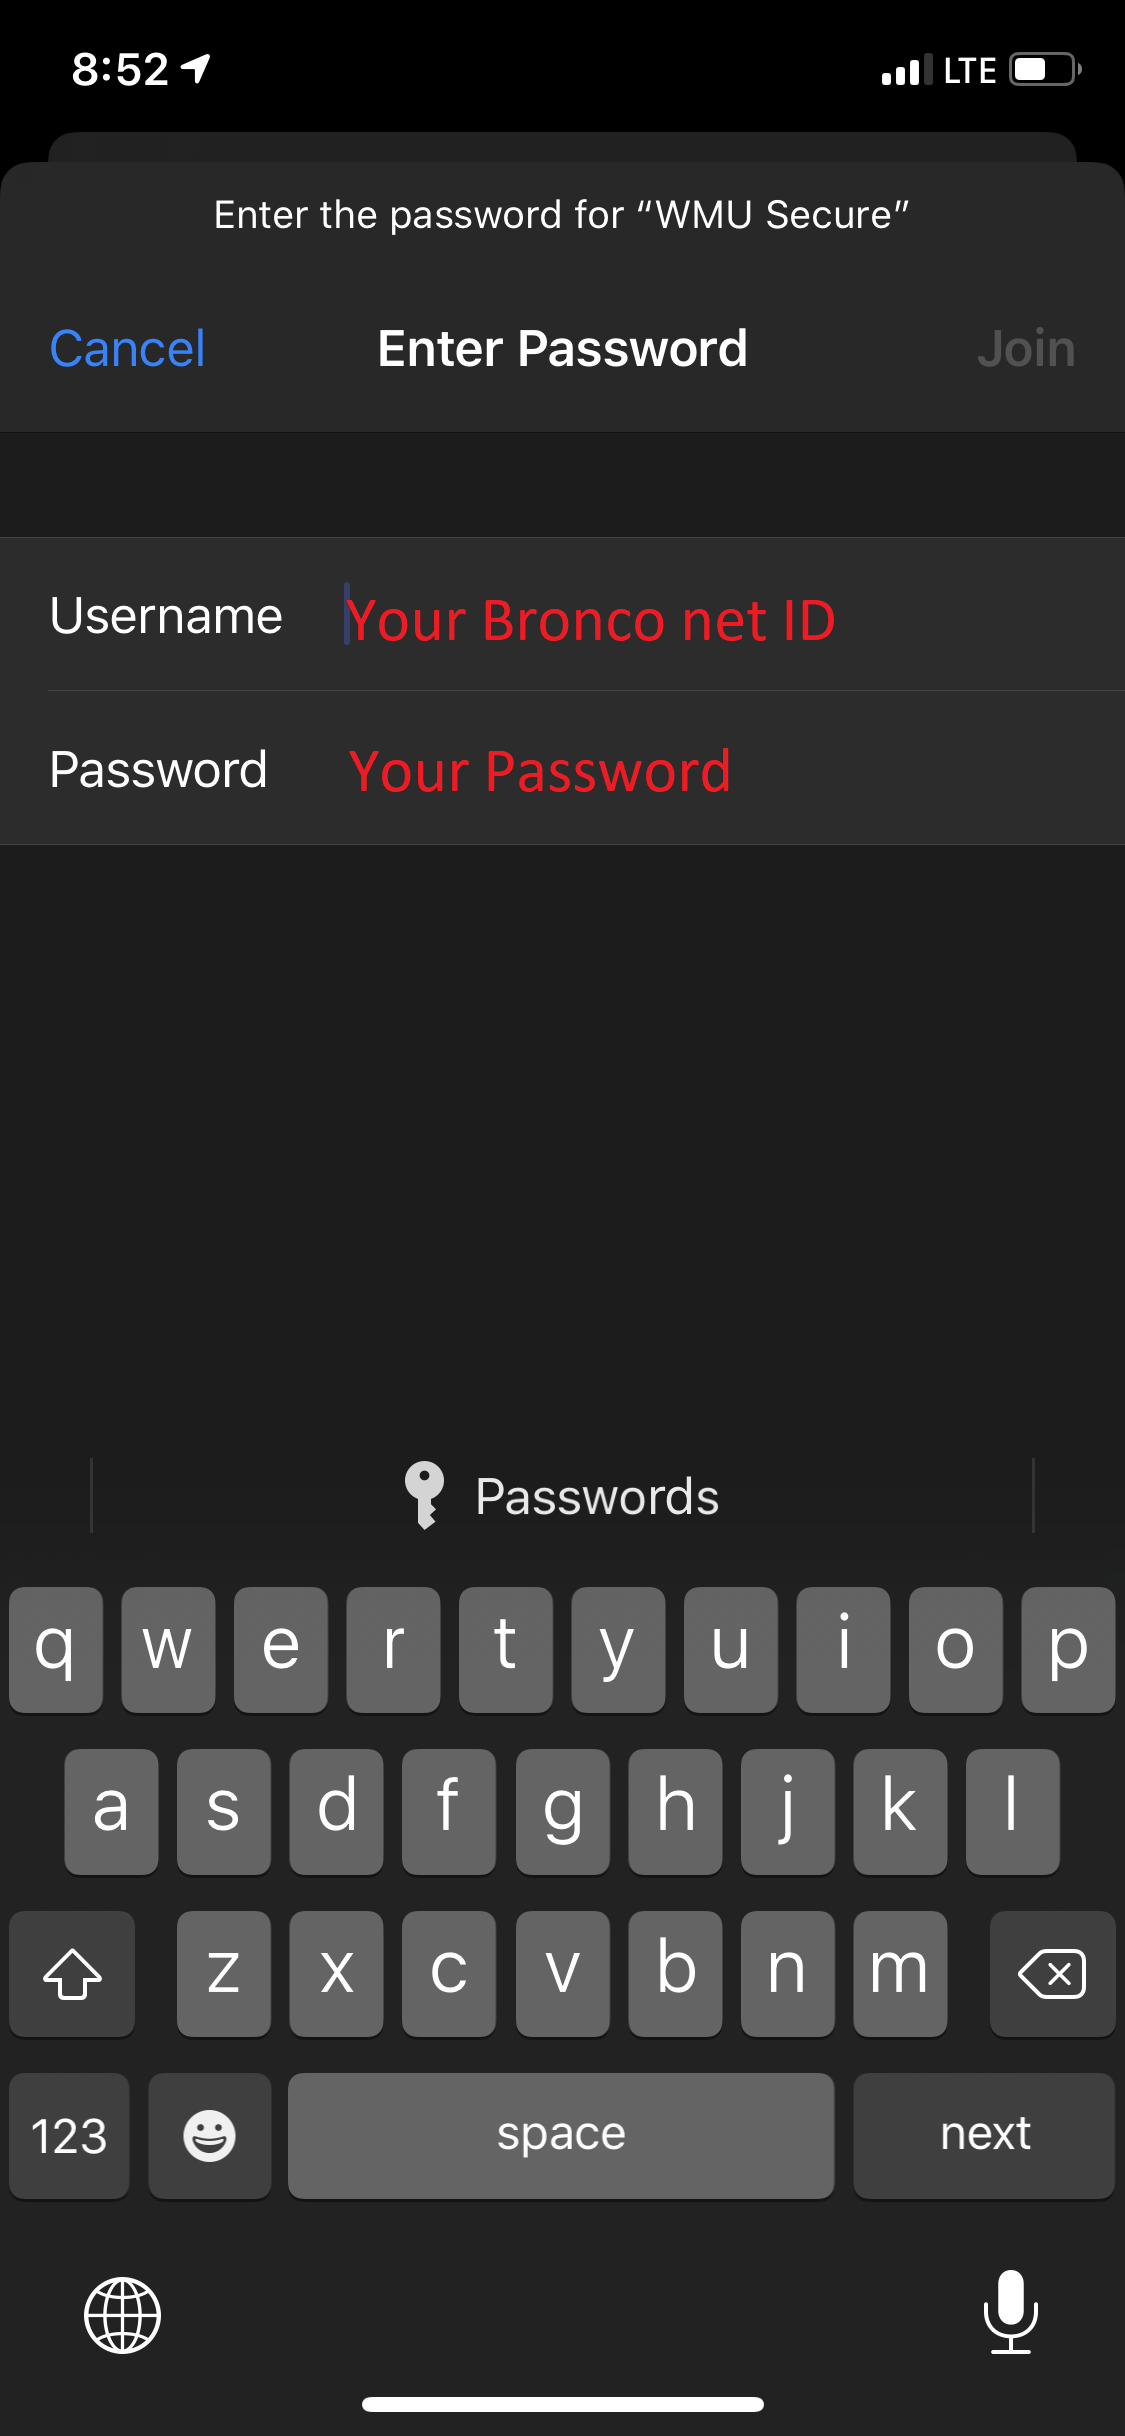 8:52 LTE
Enter the password for “WMU Secure”
Cancel Enter Password Join
Username Your Bronco net ID
Password Your Password
Passwords
q w e r t y u i o p
a s d f g h j k l
z x c v b n m
123 space next